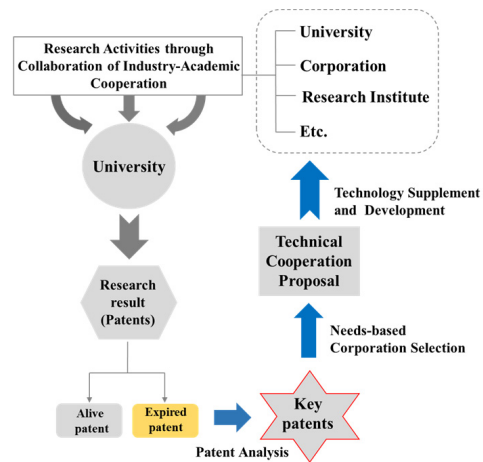 Research Activities through
Collaboration of Industry-Academic
Cooperation
University
Corporation
Research Institute
Etc.
University
Technology Supplement
and Development
Technical
Cooperation
Proposal
Research
result
(Patents)
Needs-based
Corporation Selection
Alive
patent
Expired
patent
Key
patents
Patent Analysis